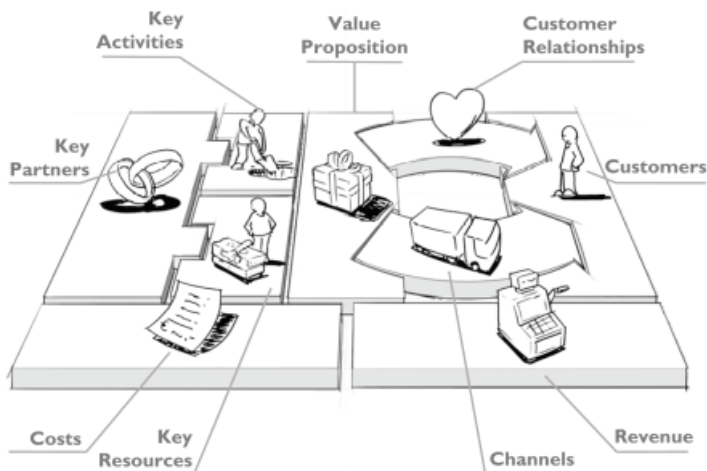 Key
Activities
Value
Proposition
Customer
Relationships
Key
Partners
Customers
Costs
Key
Resources
Channels
Revenue